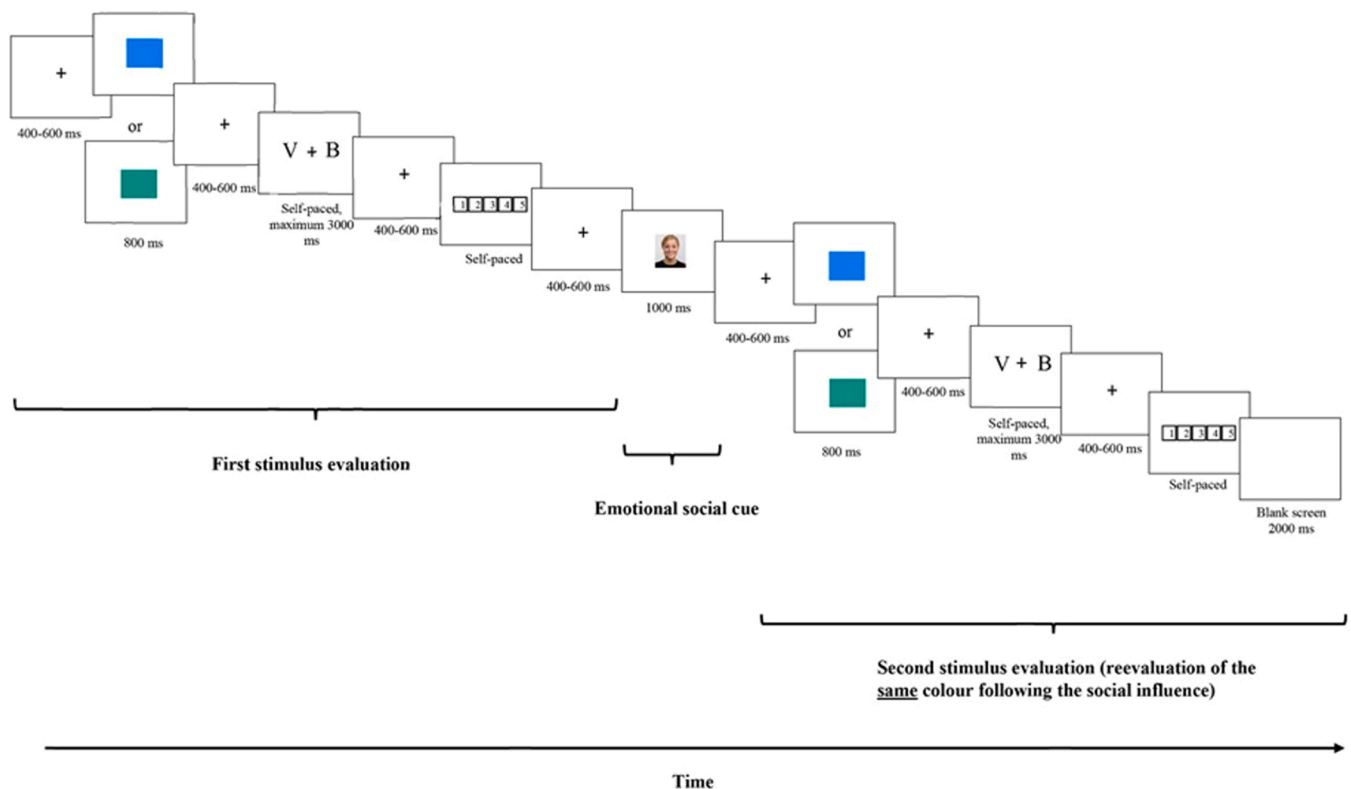 +
400-600 ms
or
800 ms
+
400-600 ms
V + B
Self-paced,
maximum 3000
ms
+
400-600 ms
1 2 3 4 5
Self-paced
+
400-600 ms
1000 ms
+
400-600 ms
or
800 ms
+
400-600 ms
V + B
Self-paced,
maximum 3000
ms
+
400-600 ms
1 2 3 4 5
Self-paced
Blank screen
2000 ms
First stimulus evaluation
Emotional social cue
Second stimulus evaluation (reevaluation of the
same colour following the social influence)
Time